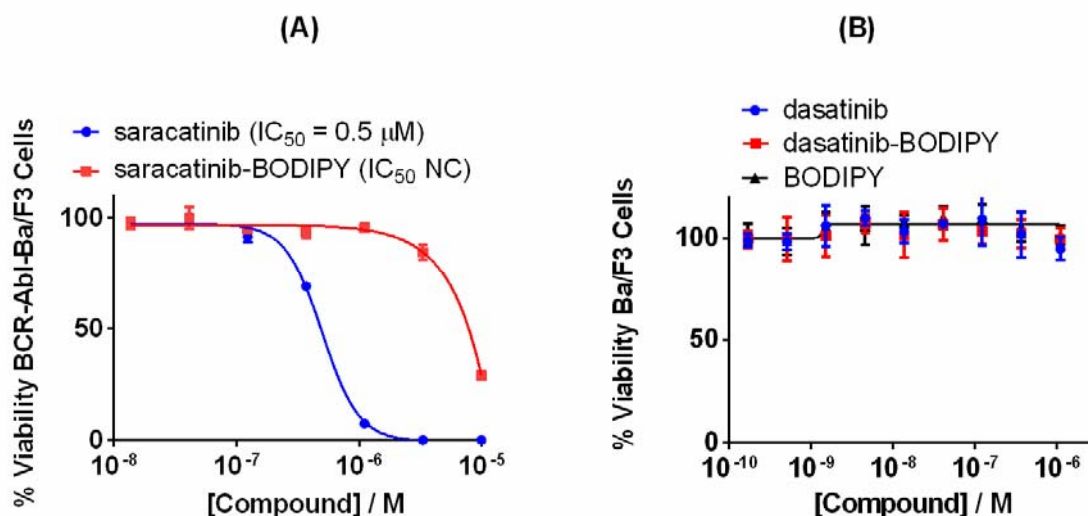 (A)
saracatinib (IC50 = 0.5 μM)
saracatinib-BODIPY (IC50 NC)
% Viability BCR-Abl-Ba/F3 Cells
100
50
0
10-8
10-7
10-6
10-5
[Compound] / M
(B)
dasatinib
dasatinib-BODIPY
BODIPY
% Viability Ba/F3 Cells
100
50
0
10-10
10-9
10-8
10-7
10-6
[Compound] / M